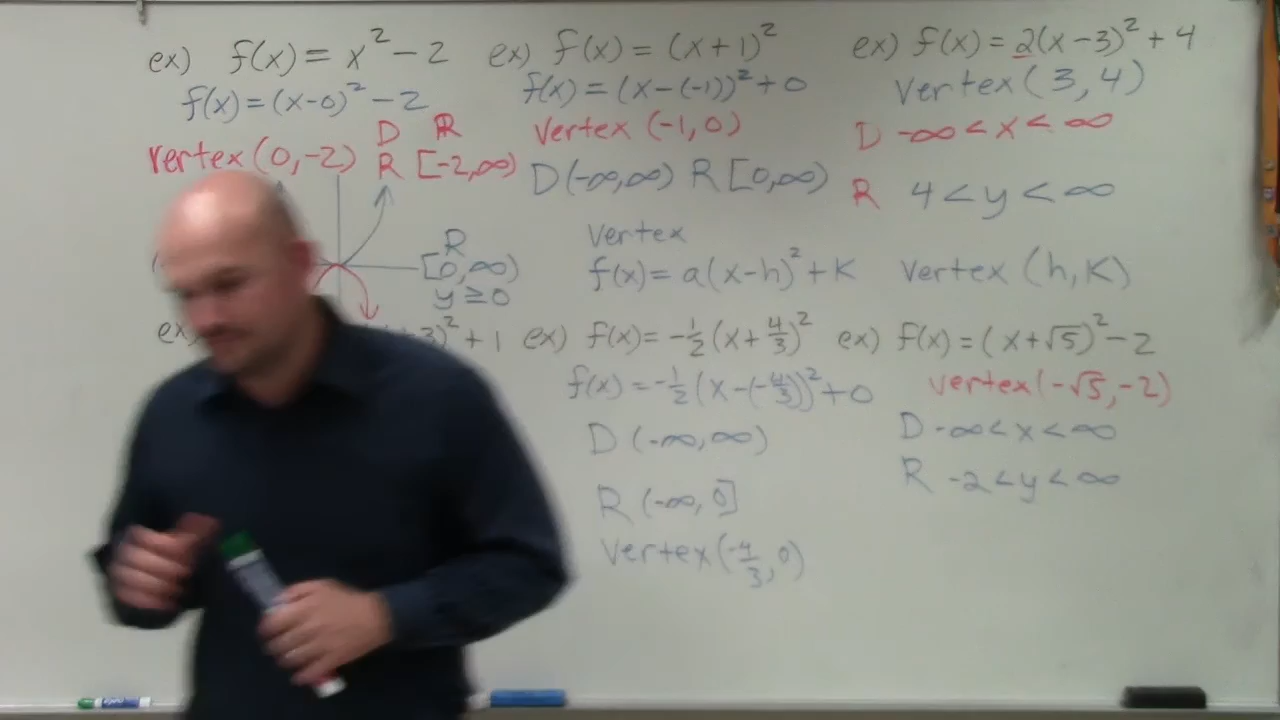 ex) f(x) = x² - 2
f(x) = (x-0)² - 2
vertex (0, -2)
D ℝ
R [-2,∞)
R
[0,∞)
y ≥ 0
ex) f(x) = (x+1)²
f(x) = (x-(-1))² + 0
vertex (-1, 0)
D (-∞,∞) R [0,∞)
ex) f(x) = 2(x-3)² + 4
vertex (3, 4)
D -∞ < x < ∞
R 4 < y < ∞
vertex
f(x) = a(x-h)² + K vertex (h, K)
ex) +3)² + 1
ex) f(x) = -1/2 (x + 4/3)²
f(x) = -1/2 (x-(-4/3))² + 0
D (-∞,∞)
R (-∞, 0]
vertex (-4/3, 0)
ex) f(x) = (x+√5)² - 2
vertex (-√5, -2)
D -∞ < x < ∞
R -2 < y < ∞